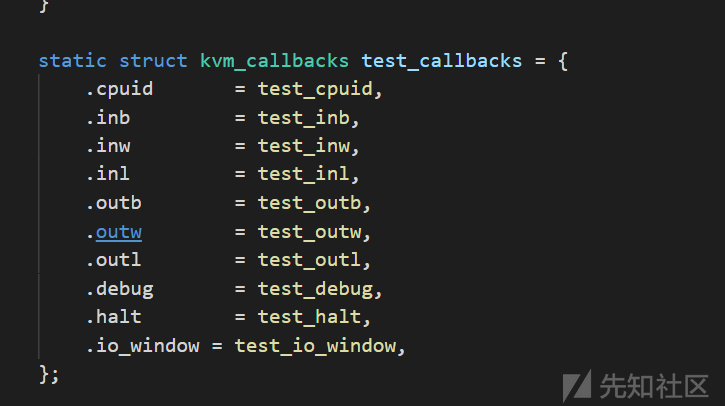 }
static struct kvm_callbacks test_callbacks = {
    .cpuid     = test_cpuid,
    .inb       = test_inb,
    .inw       = test_inw,
    .inl       = test_inl,
    .outb      = test_outb,
    .outw      = test_outw,
    .outl      = test_outl,
    .debug     = test_debug,
    .halt      = test_halt,
    .io_window = test_io_window,
};
先知社区